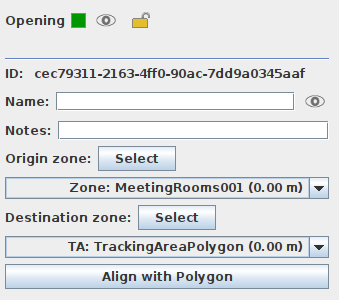 Opening
ID: cec79311-2163-4ff0-90ac-7dd9a0345aaf
Name:
Notes:
Origin zone: Select
Zone: MeetingRooms001 (0.00 m)
Destination zone: Select
TA: TrackingAreaPolygon (0.00 m)
Align with Polygon